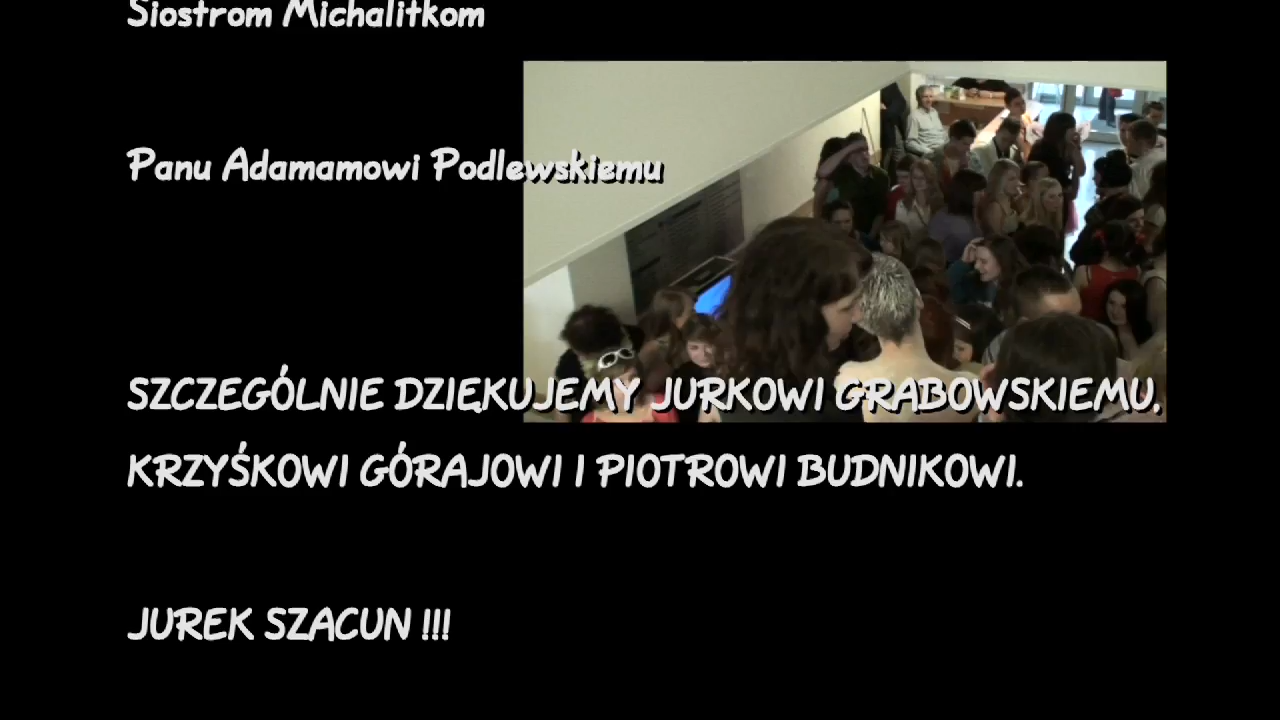 Siostrom Michalitkom
Panu Adamamowi Podlewskiemu
SZCZEGÓLNIE DZIĘKUJEMY JURKOWI GRABOWSKIEMU,
KRZYŚKOWI GÓRAJOWI I PIOTROWI BUDNIKOWI.
JUREK SZACUN !!!